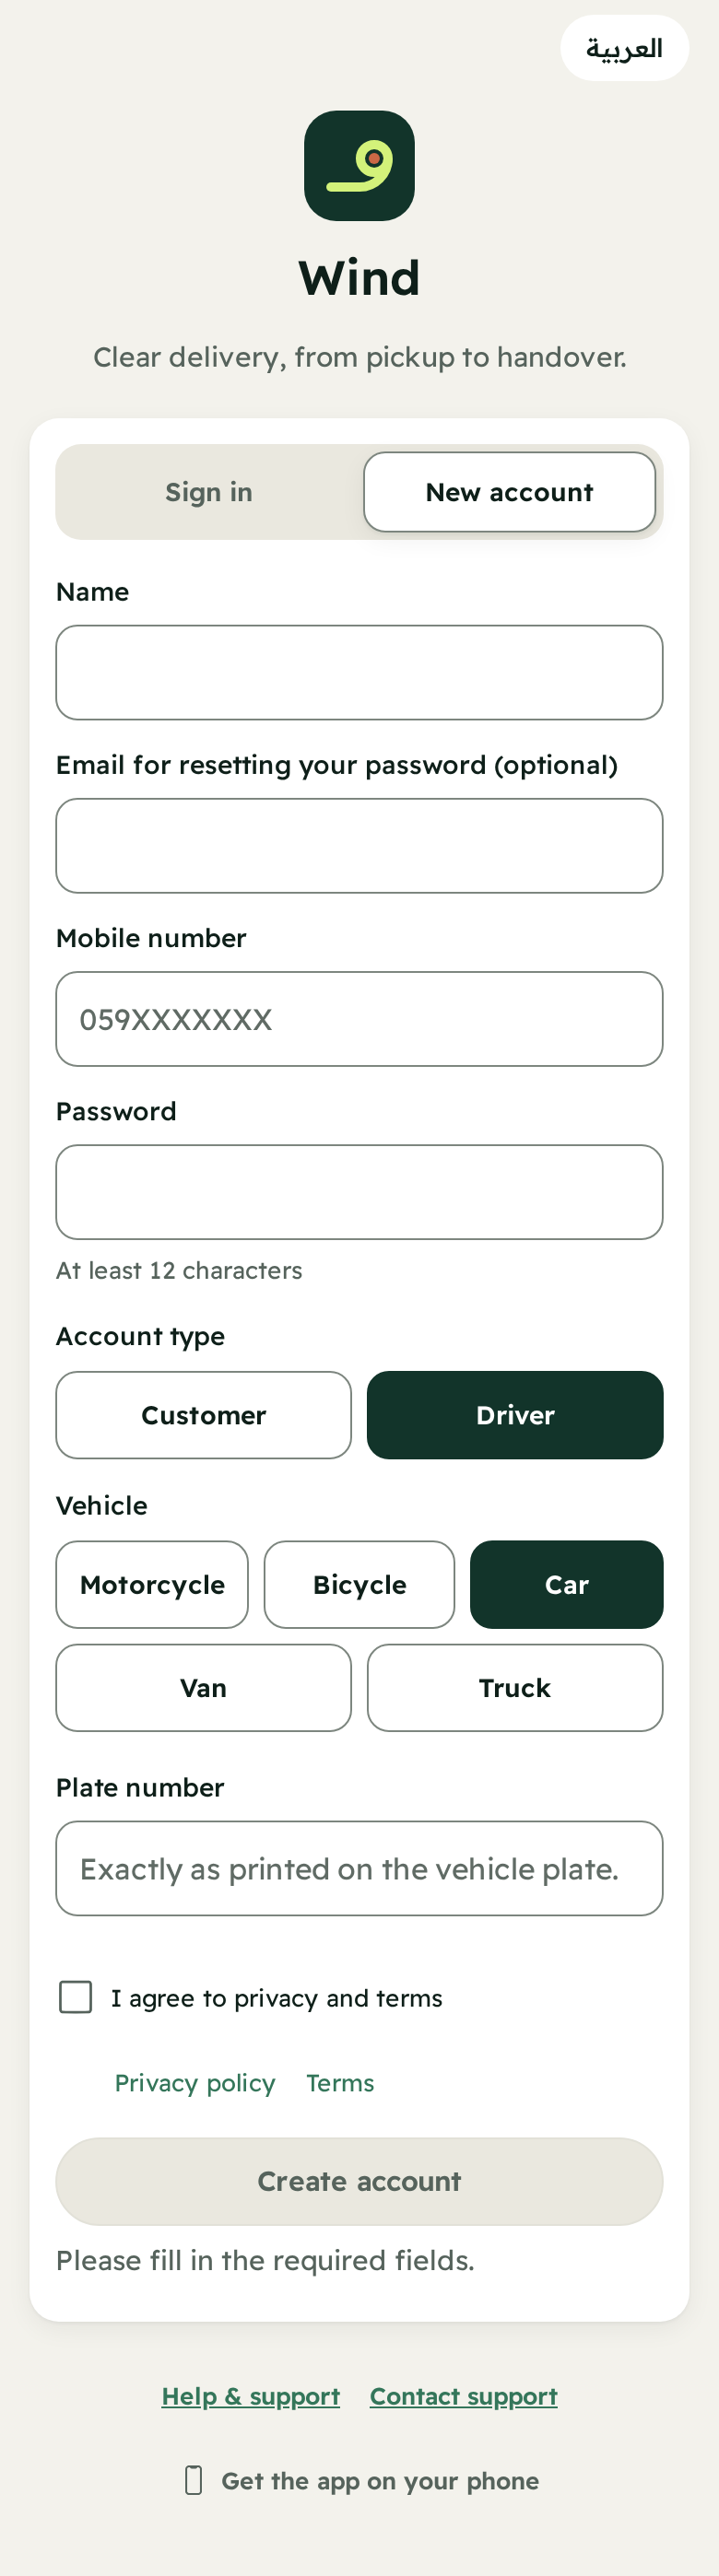 العربية
Wind
Clear delivery, from pickup to handover.
Sign in
New account
Name
Email for resetting your password (optional)
Mobile number
059XXXXXXX
Password
At least 12 characters
Account type
Customer
Driver
Vehicle
Motorcycle
Bicycle
Car
Van
Truck
Plate number
Exactly as printed on the vehicle plate.
I agree to privacy and terms
Privacy policy
Terms
Create account
Please fill in the required fields.
Help & support
Contact support
Get the app on your phone